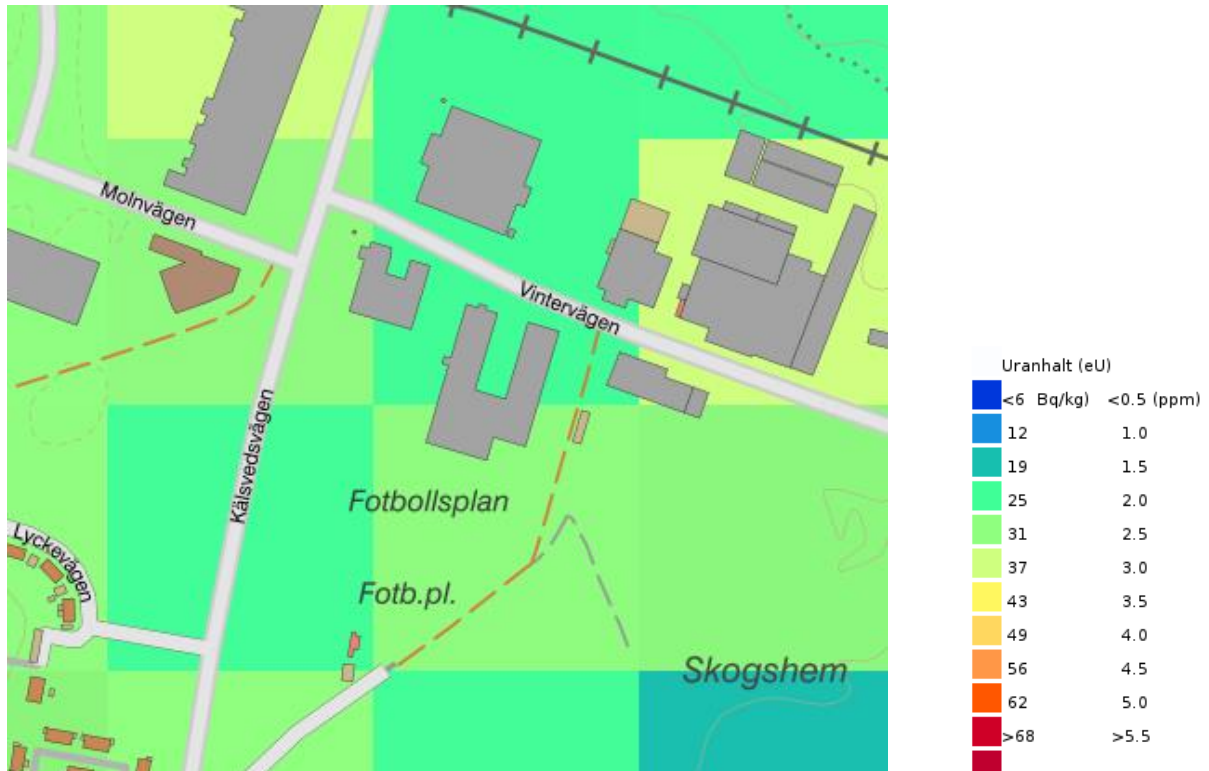 Molnvägen
Vintervägen
Kälsvedsvägen
Fotbollsplan
Lyckevägen
Fotb.pl.
Skogshem
Uranhalt (eU)
<6 Bq/kg) <0.5 (ppm)
12 1.0
19 1.5
25 2.0
31 2.5
37 3.0
43 3.5
49 4.0
56 4.5
62 5.0
>68 >5.5